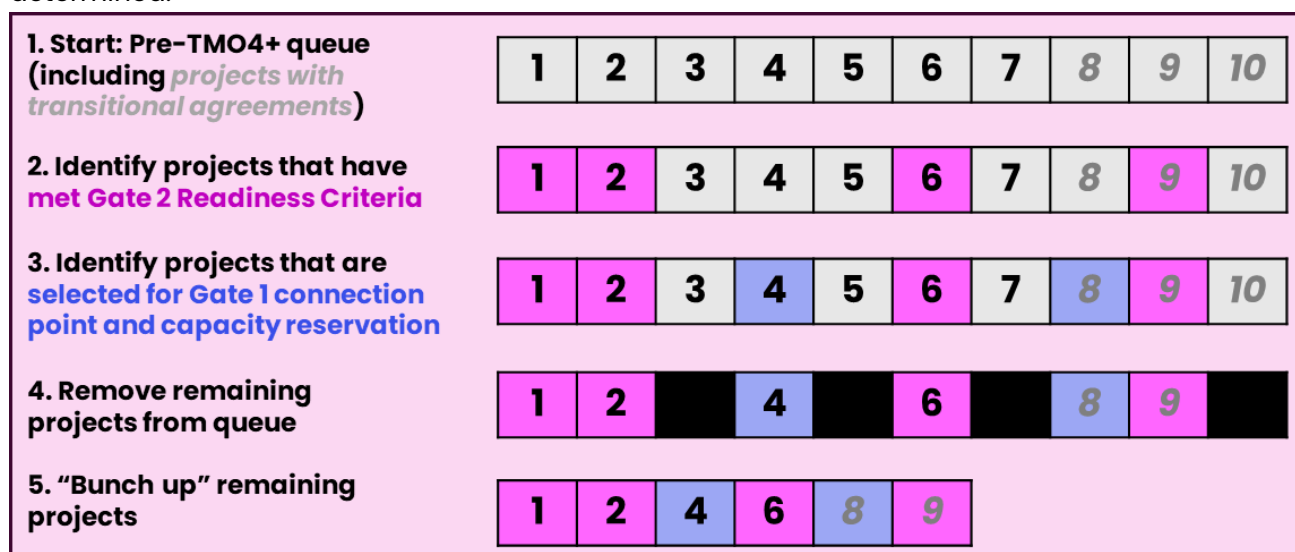 1. Start: Pre-TMO4+ queue
(including projects with
transitional agreements)
1 2 3 4 5 6 7 8 9 10
2. Identify projects that have
met Gate 2 Readiness Criteria
1 2 3 4 5 6 7 8 9 10
3. Identify projects that are
selected for Gate 1 connection
point and capacity reservation
1 2 3 4 5 6 7 8 9 10
4. Remove remaining
projects from queue
1 2 4 6 8 9
5. “Bunch up” remaining
projects
1 2 4 6 8 9